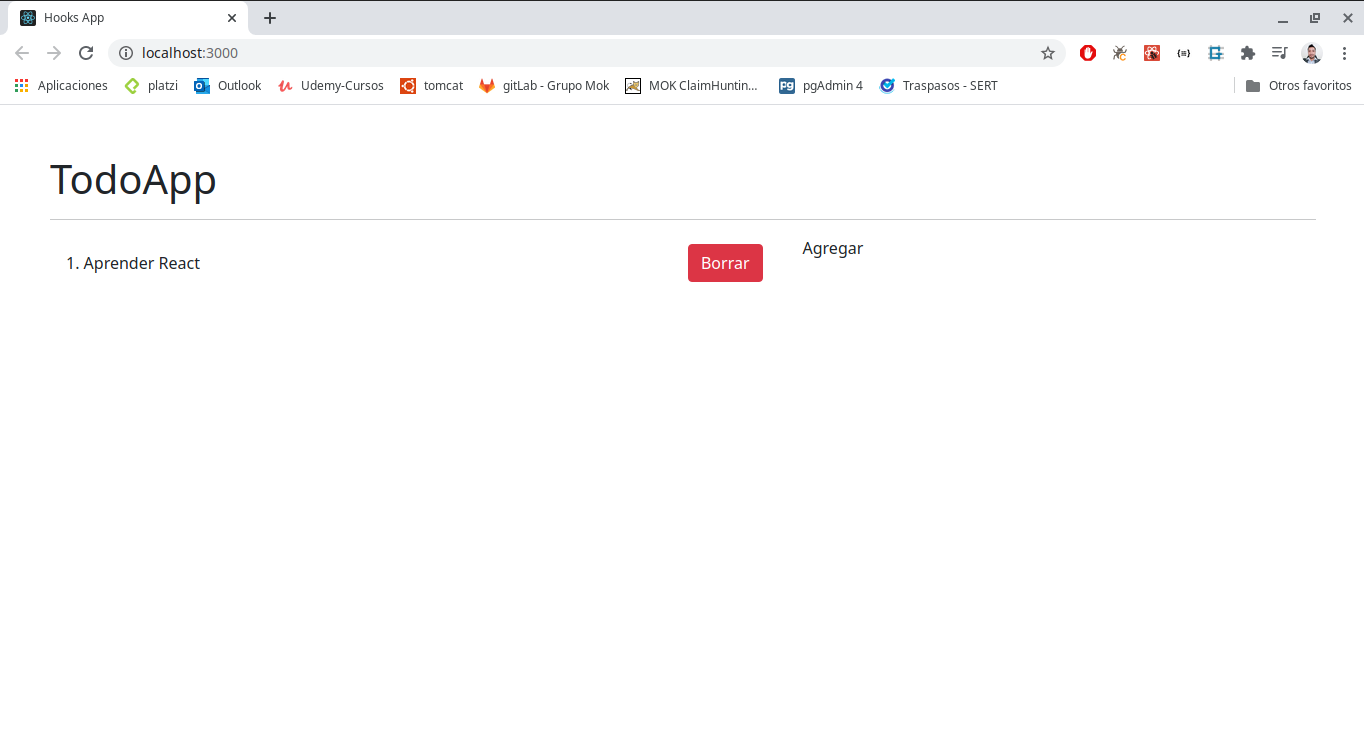 Hooks App
localhost:3000
Aplicaciones platzi Outlook Udemy-Cursos tomcat gitLab - Grupo Mok MOK ClaimHuntin... pgAdmin 4 Traspasos - SERT Otros favoritos
TodoApp
1. Aprender React Borrar Agregar